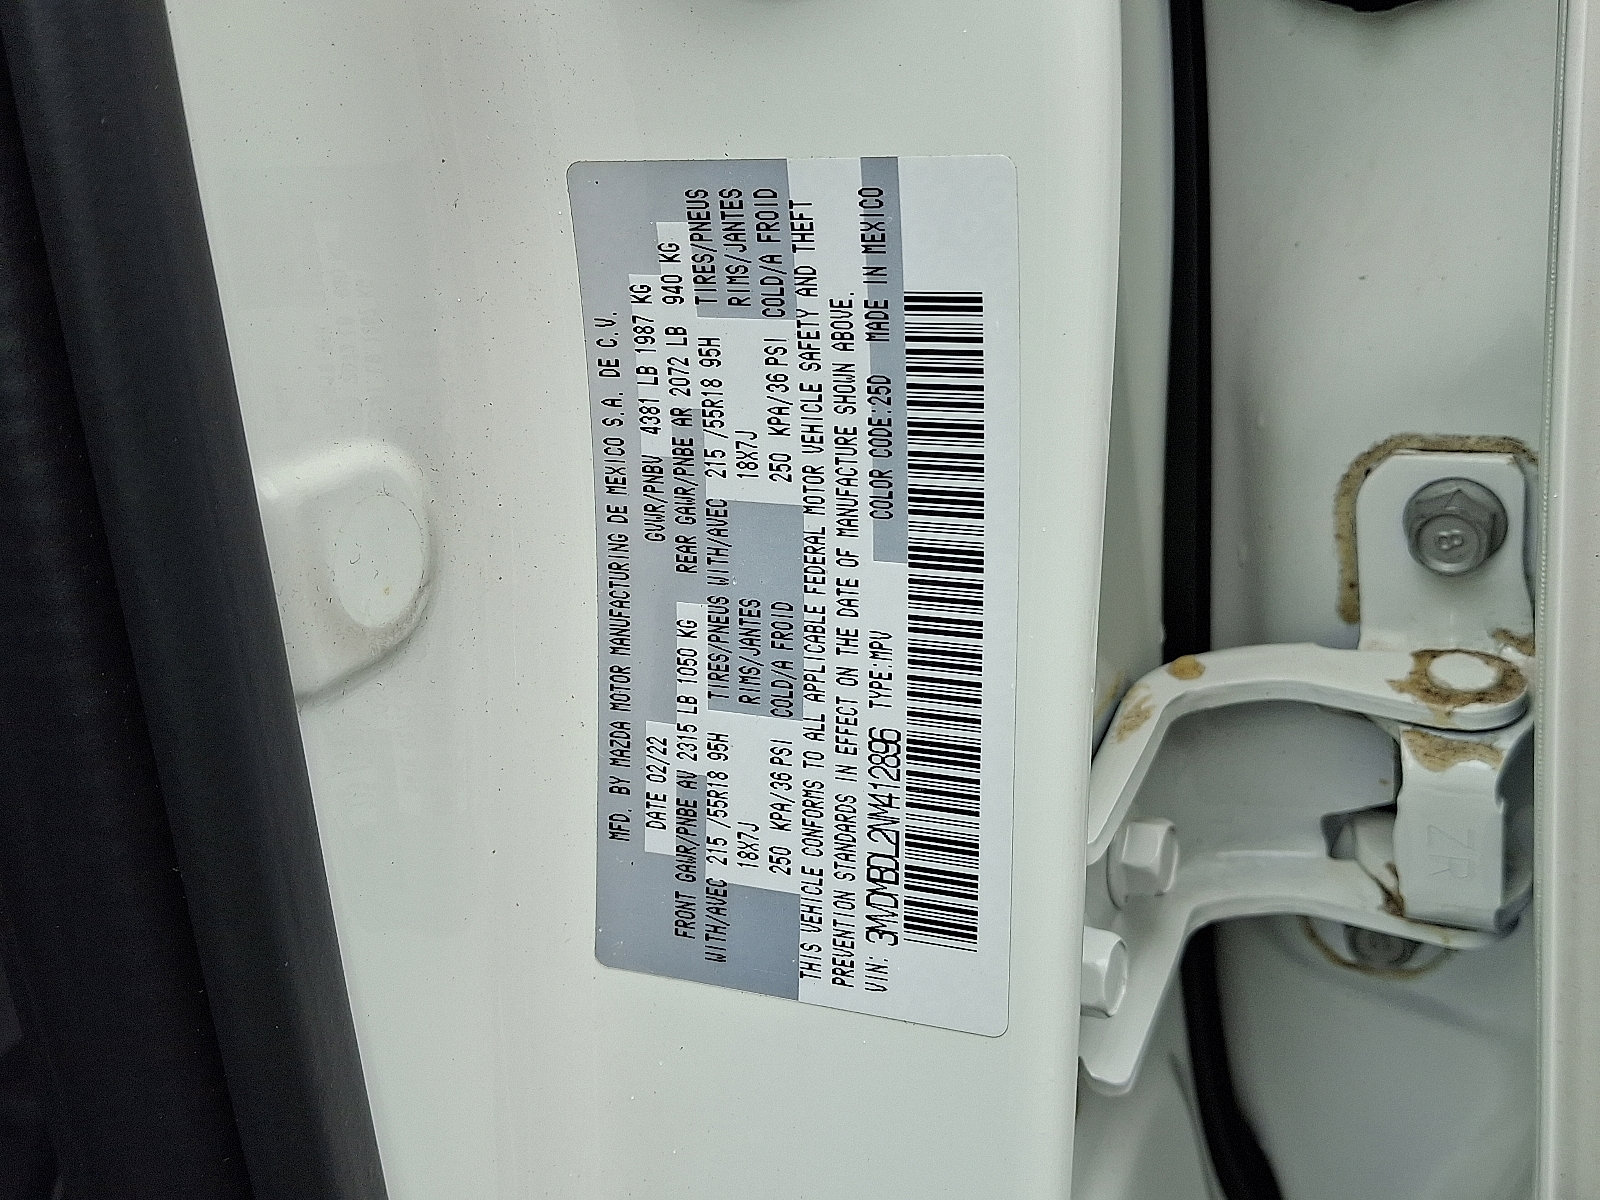 MFD. BY MAZDA MOTOR MANUFACTURING DE MEXICO S.A. DE C.V.
DATE 02/22 GVWR/PNBV 4381 LB 1987 KG
FRONT GAWR/PNBE AV 2315 LB 1050 KG REAR GAWR/PNBE AR 2072 LB 940 KG
WITH/AVEC 215 /55R18 95H TIRES/PNEUS WITH/AVEC 215 /55R18 95H TIRES/PNEUS
18X7J RIMS/JANTES 18X7J RIMS/JANTES
250 KPA/36 PSI COLD/A FROID 250 KPA/36 PSI COLD/A FROID
THIS VEHICLE CONFORMS TO ALL APPLICABLE FEDERAL MOTOR VEHICLE SAFETY AND THEFT
PREVENTION STANDARDS IN EFFECT ON THE DATE OF MANUFACTURE SHOWN ABOVE.
VIN: 3MVDMBDL2NM412896 TYPE:MPV COLOR CODE:25D MADE IN MEXICO
8
ZR